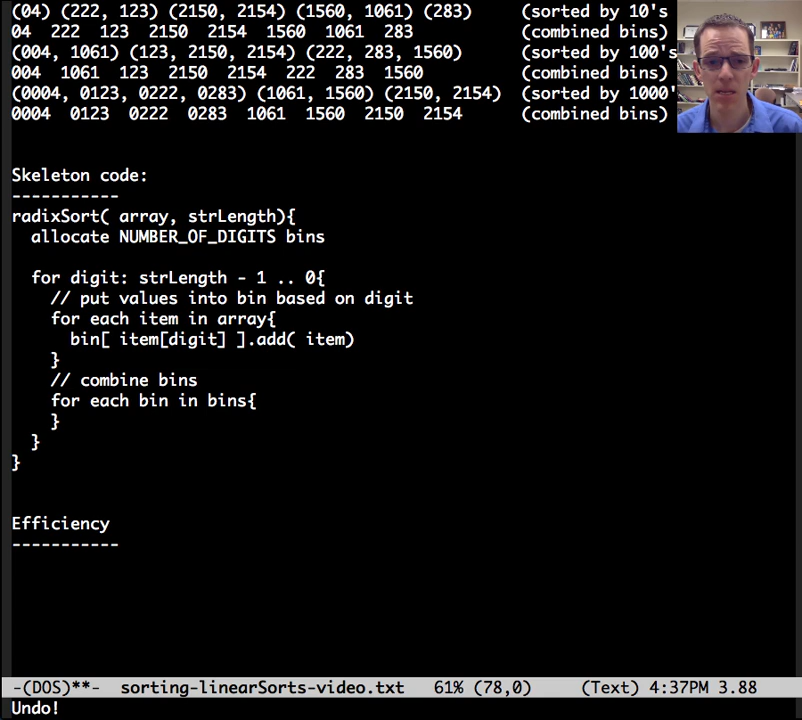 (04) (222, 123) (2150, 2154) (1560, 1061) (283) (sorted by 10's
04 222 123 2150 2154 1560 1061 283 (combined bins)
(004, 1061) (123, 2150, 2154) (222, 283, 1560) (sorted by 100's
004 1061 123 2150 2154 222 283 1560 (combined bins)
(0004, 0123, 0222, 0283) (1061, 1560) (2150, 2154) (sorted by 1000'
0004 0123 0222 0283 1061 1560 2150 2154 (combined bins)
Skeleton code:
-----------
radixSort( array, strLength){
allocate NUMBER_OF_DIGITS bins
for digit: strLength - 1 .. 0{
// put values into bin based on digit
for each item in array{
bin[ item[digit] ].add( item)
}
// combine bins
for each bin in bins{
}
}
}
Efficiency
-----------
-(DOS)**- sorting-linearSorts-video.txt 61% (78,0) (Text) 4:37PM 3.88
Undo!